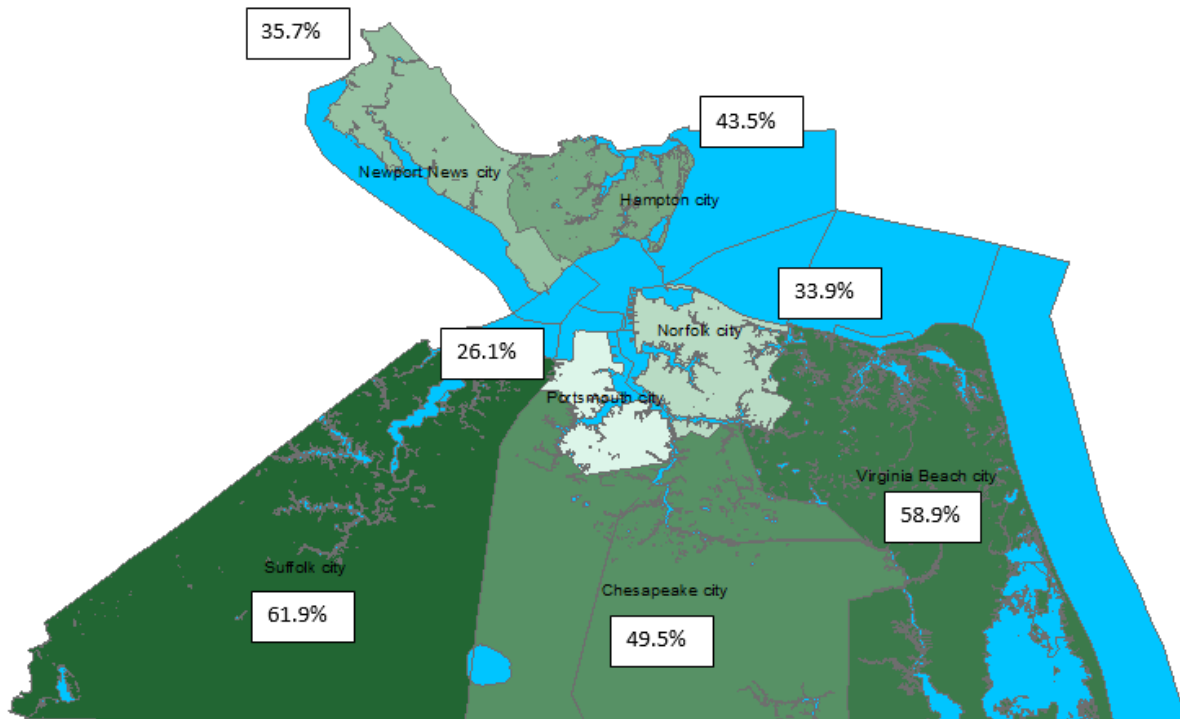 35.7%
43.5%
Newport News city
Hampton city
33.9%
Norfolk city
26.1%
Portsmouth city
Virginia Beach city
58.9%
Suffolk city
Chesapeake city
61.9%
49.5%